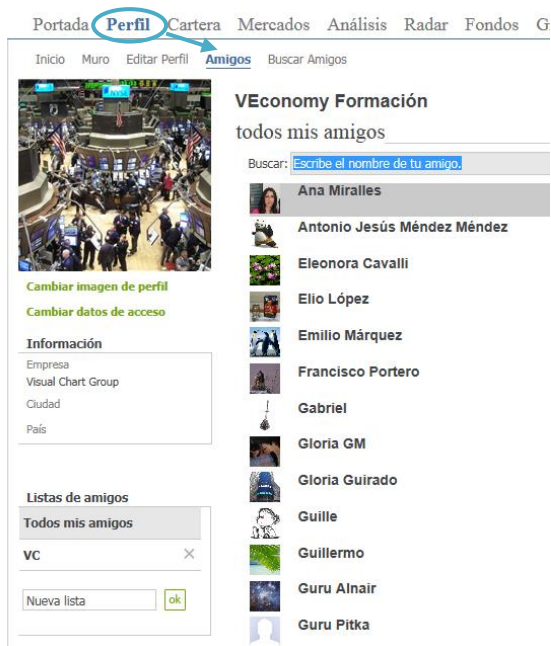 Portada Perfil Cartera Mercados Análisis Radar Fondos
Inicio Muro Editar Perfil Amigos Buscar Amigos
VEconomy Formación
todos mis amigos
Buscar: Escribe el nombre de tu amigo.
Ana Miralles
Antonio Jesús Méndez Méndez
Eleonora Cavalli
Elio López
Emilio Márquez
Francisco Portero
Gabriel
Gloria GM
Gloria Guirado
Guille
Guillermo
Guru Alnair
Guru Pitka
Cambiar imagen de perfil
Cambiar datos de acceso
Información
Empresa
Visual Chart Group
Ciudad
País
Listas de amigos
Todos mis amigos
VC
Nueva lista ok